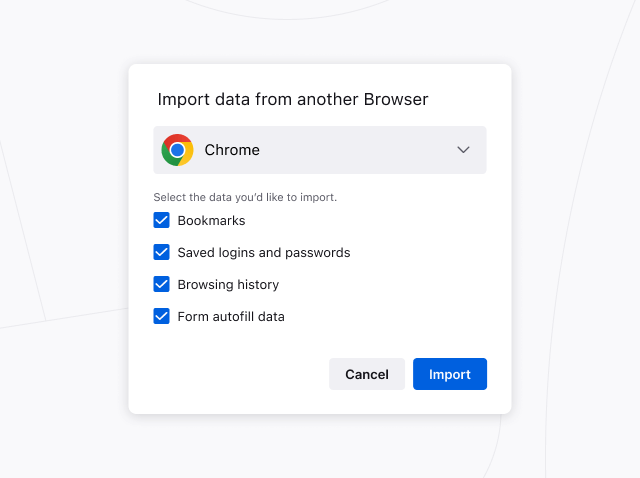 Import data from another Browser
Chrome
Select the data you’d like to import.
Bookmarks
Saved logins and passwords
Browsing history
Form autofill data
Cancel
Import